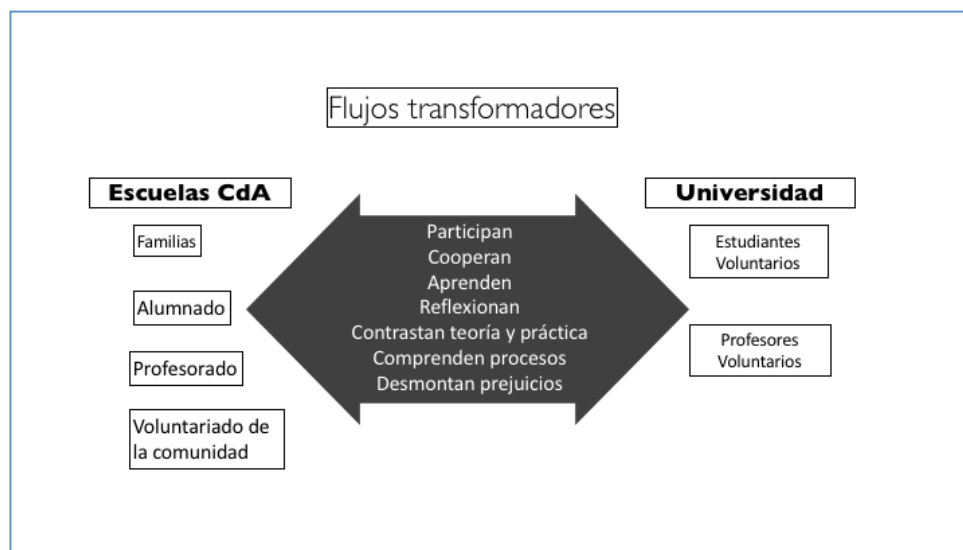 Flujos transformadores
Escuelas CdA
Familias
Alumnado
Profesorado
Voluntariado de
la comunidad
Participan
Cooperan
Aprenden
Reflexionan
Contrastan teoría y práctica
Comprenden procesos
Desmontan prejuicios
Universidad
Estudiantes
Voluntarios
Profesores
Voluntarios